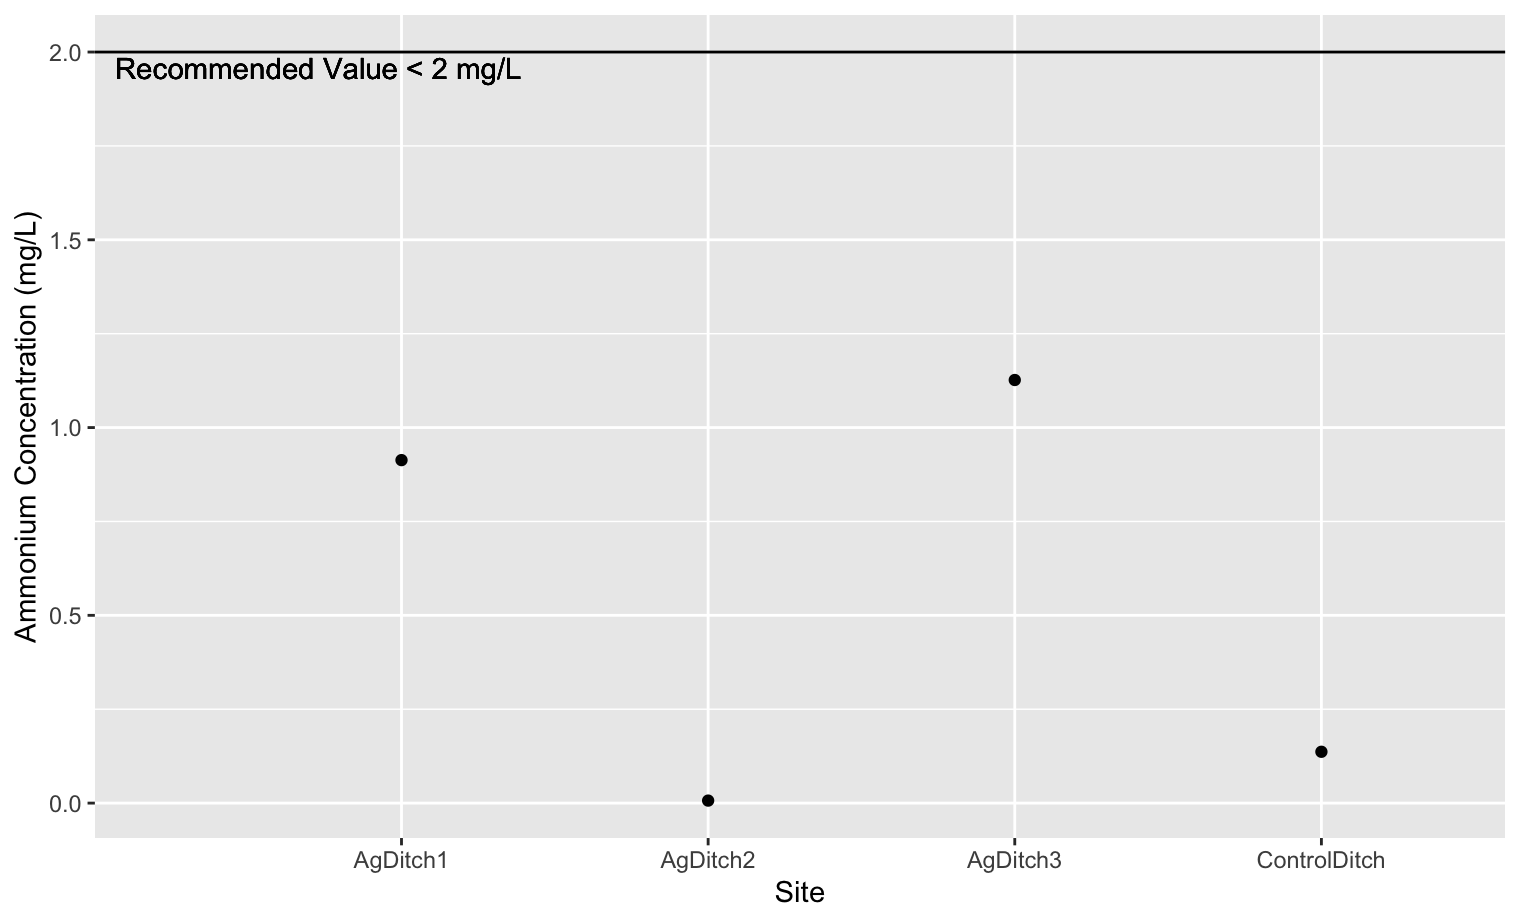 2.0
Recommended Value < 2 mg/L
1.5
1.0
0.5
0.0
Ammonium Concentration (mg/L)
AgDitch1 AgDitch2 AgDitch3 ControlDitch
Site